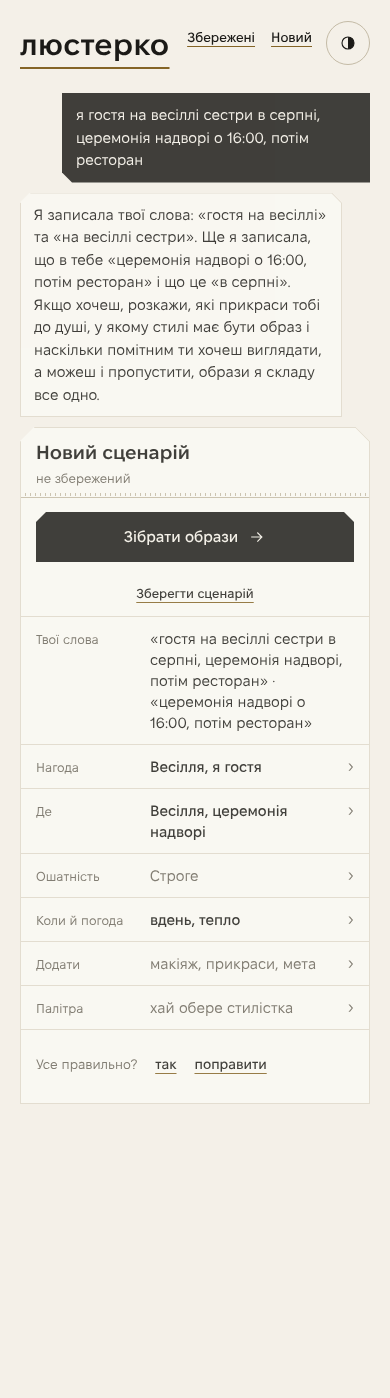 люстерко
Збережені
Новий
я гостя на весіллі сестри в серпні,
церемонія надворі о 16:00, потім
ресторан
Я записала твої слова: «гостя на весіллі»
та «на весіллі сестри». Ще я записала,
що в тебе «церемонія надворі о 16:00,
потім ресторан» і що це «в серпні».
Якщо хочеш, розкажи, які прикраси тобі
до душі, у якому стилі має бути образ і
наскільки помітним ти хочеш виглядати,
а можеш і пропустити, образи я складу
все одно.
Новий сценарій
не збережений
Зібрати образи →
Зберегти сценарій
Твої слова
«гостя на весіллі сестри в
серпні, церемонія надворі,
потім ресторан» ·
«церемонія надворі о
16:00, потім ресторан»
Нагода Весілля, я гостя ›
Де Весілля, церемонія ›
надворі
Ошатність Строге ›
Коли й погода вдень, тепло ›
Додати макіяж, прикраси, мета ›
Палітра хай обере стилістка ›
Усе правильно? так поправити